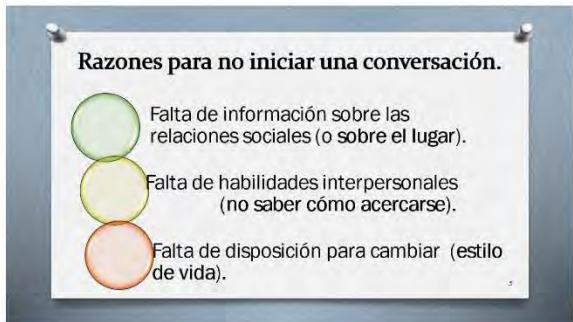 Razones para no iniciar una conversación.
Falta de información sobre las
relaciones sociales (o sobre el lugar).
Falta de habilidades interpersonales
(no saber cómo acercarse).
Falta de disposición para cambiar (estilo
de vida).